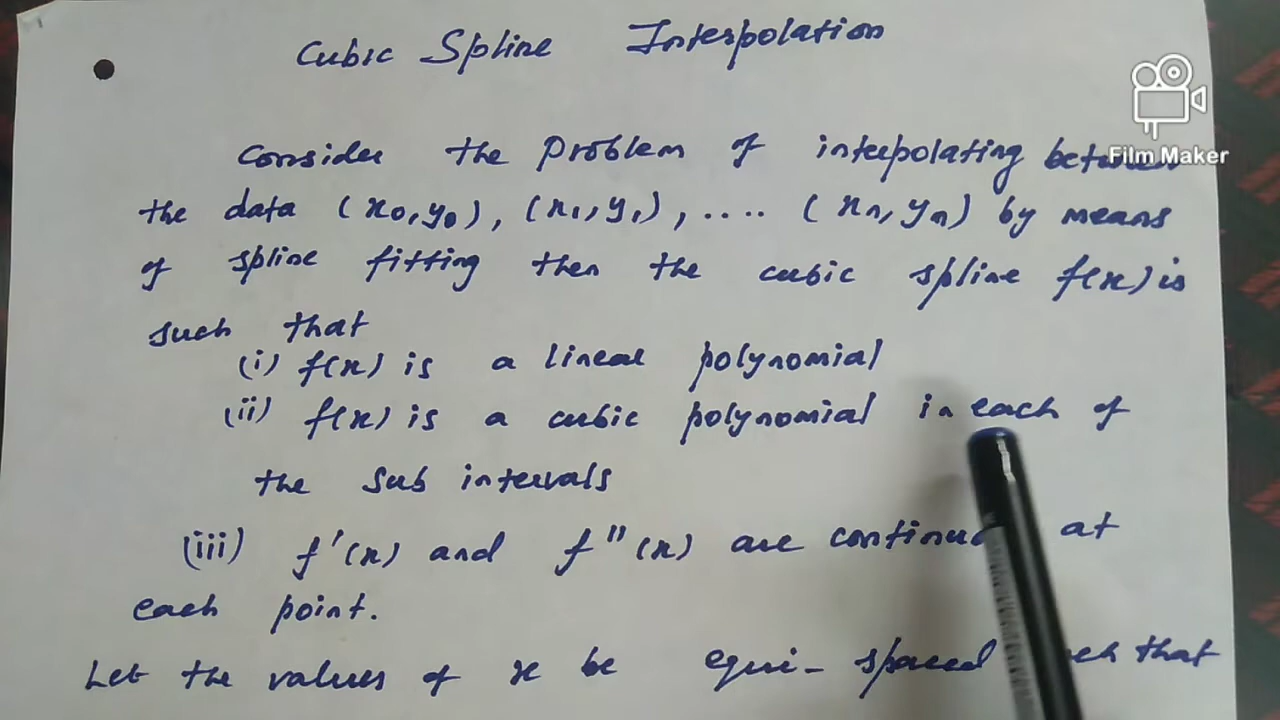 Cubic Spline Interpolation
Film Maker
Consider the problem of interpolating between
the data (x₀,y₀), (x₁,y₁), .... (xₙ,yₙ) by means
of spline fitting then the cubic spline f(x) is
such that
(i) f(x) is a linear polynomial
(ii) f(x) is a cubic polynomial in each of
the sub intervals
(iii) f'(x) and f''(x) are at
each point.
Let the values of x be equi-spaced that